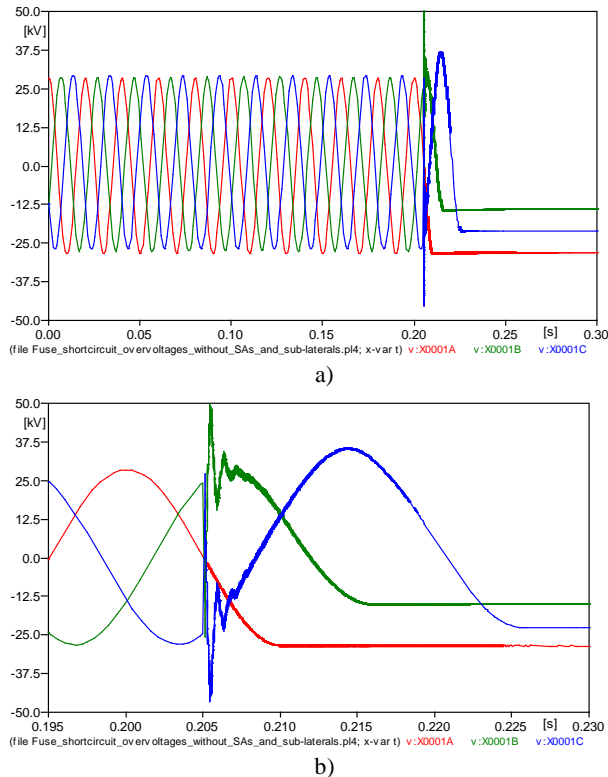 50.0
[kV]
37.5
25.0
12.5
0.0
-12.5
-25.0
-37.5
-50.0
0.00 0.05 0.10 0.15 0.20 0.25 [s] 0.30
(file Fuse_shortcircuit_overvoltages_without_SAs_and_sub-laterals.pl4; x-var t) v:X0001A v:X0001B v:X0001C
a)
50.0
[kV]
37.5
25.0
12.5
0.0
-12.5
-25.0
-37.5
-50.0
0.195 0.200 0.205 0.210 0.215 0.220 0.225 [s] 0.230
(file Fuse_shortcircuit_overvoltages_without_SAs_and_sub-laterals.pl4; x-var t) v:X0001A v:X0001B v:X0001C
b)